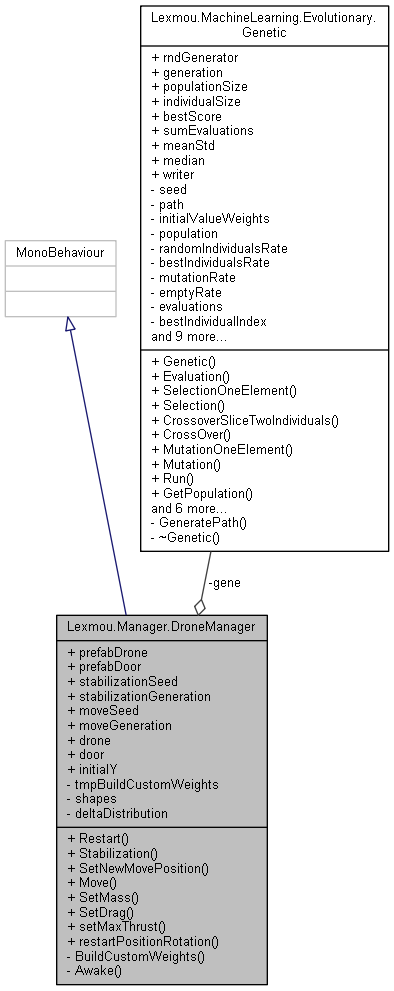 Lexmou.MachineLearning.Evolutionary.
Genetic
+ rndGenerator
+ generation
+ populationSize
+ individualSize
+ bestScore
+ sumEvaluations
+ meanStd
+ median
+ writer
- seed
- path
- initialValueWeights
- population
- randomIndividualsRate
- bestIndividualsRate
- mutationRate
- emptyRate
- evaluations
- bestIndividualIndex
and 9 more...
+ Genetic()
+ Evaluation()
+ SelectionOneElement()
+ Selection()
+ CrossoverSliceTwoIndividuals()
+ CrossOver()
+ MutationOneElement()
+ Mutation()
+ Run()
+ GetPopulation()
and 6 more...
- GeneratePath()
- ~Genetic()
MonoBehaviour
-gene
Lexmou.Manager.DroneManager
+ prefabDrone
+ prefabDoor
+ stabilizationSeed
+ stabilizationGeneration
+ moveSeed
+ moveGeneration
+ drone
+ door
+ initialY
- tmpBuildCustomWeights
- shapes
- deltaDistribution
+ Restart()
+ Stabilization()
+ SetNewMovePosition()
+ Move()
+ SetMass()
+ SetDrag()
+ setMaxThrust()
+ restartPositionRotation()
- BuildCustomWeights()
- Awake()